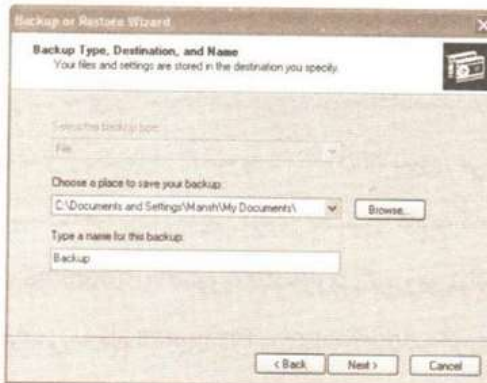 Backup or Restore Wizard
Backup Type, Destination, and Name
Your files and settings are stored in the destination you specify.
Select the backup type:
File
Choose a place to save your backup:
C:\Documents and Settings\Mansh\My Documents\
Browse...
Type a name for this backup:
Backup
< Back
Next >
Cancel